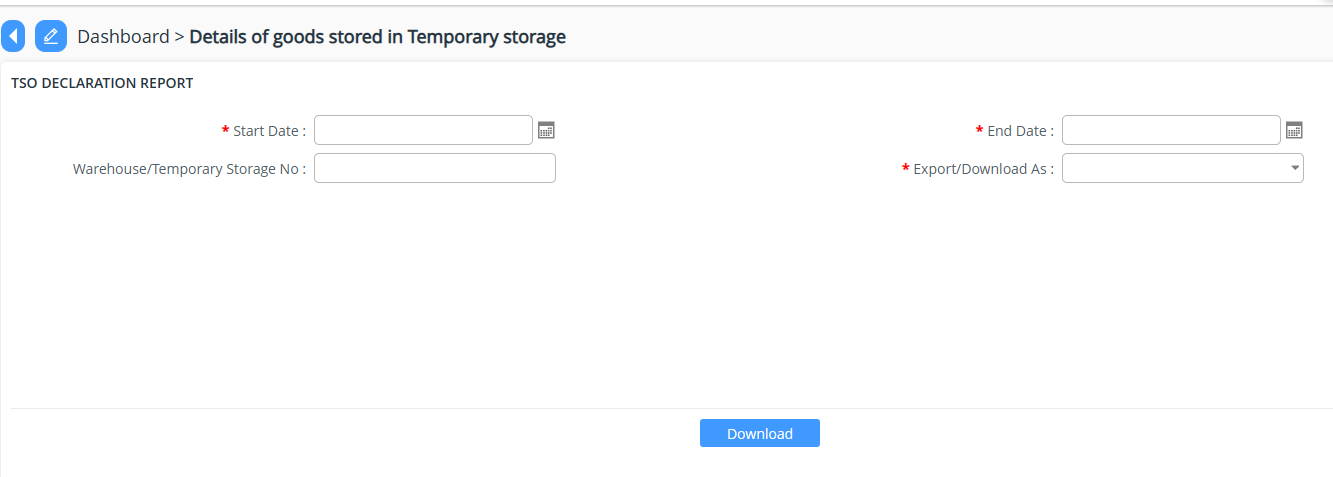 Dashboard > Details of goods stored in Temporary storage
TSO DECLARATION REPORT
* Start Date :
* End Date :
Warehouse/Temporary Storage No :
* Export/Download As :
Download